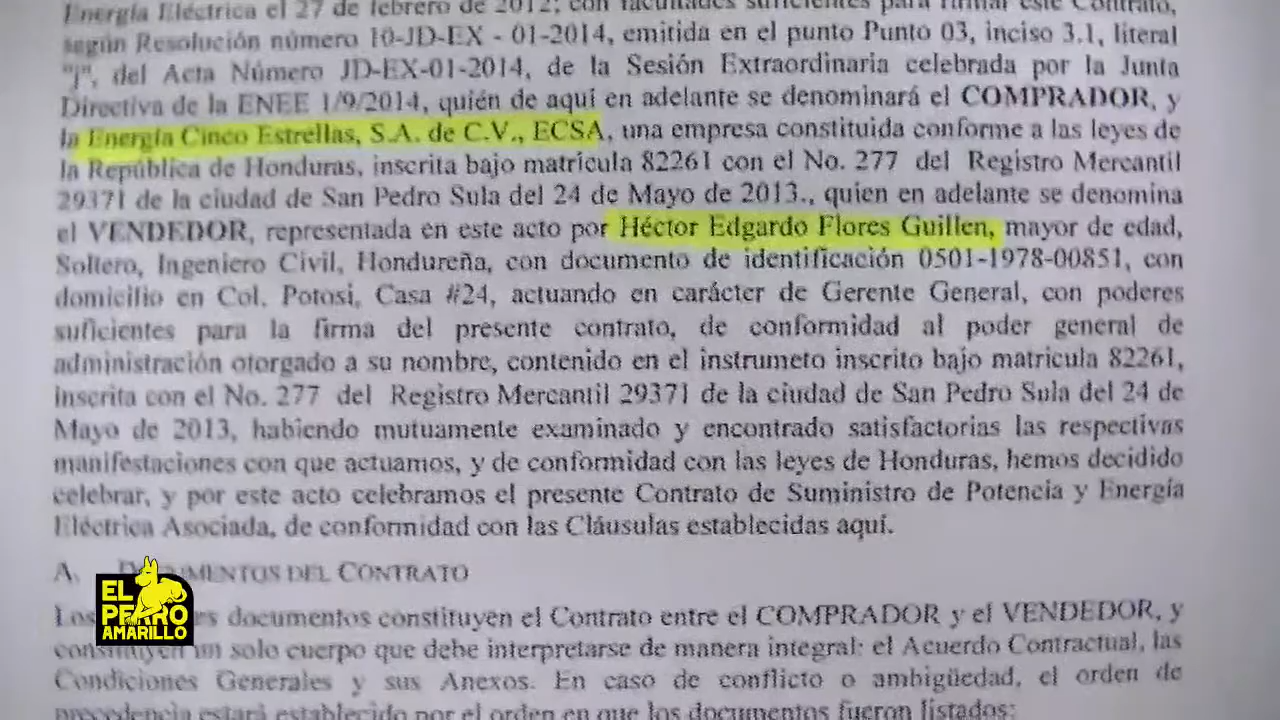 Energía Eléctrica el 27 de febrero de 2012; con facultades suficientes para firmar este Contrato,
según Resolución número 10-JD-EX - 01-2014, emitida en el punto Punto 03, inciso 3.1, literal
"j", del Acta Número JD-EX-01-2014, de la Sesión Extraordinaria celebrada por la Junta
Directiva de la ENEE 1/9/2014, quién de aquí en adelante se denominará el COMPRADOR, y
la Energía Cinco Estrellas, S.A. de C.V., ECSA, una empresa constituida conforme a las leyes de
la República de Honduras, inscrita bajo matrícula 82261 con el No. 277 del Registro Mercantil
29371 de la ciudad de San Pedro Sula del 24 de Mayo de 2013., quien en adelante se denomina
el VENDEDOR, representada en este acto por Héctor Edgardo Flores Guillen, mayor de edad,
Soltero, Ingeniero Civil, Hondureña, con documento de identificación 0501-1978-00851, con
domicilio en Col. Potosi, Casa #24, actuando en carácter de Gerente General, con poderes
suficientes para la firma del presente contrato, de conformidad al poder general de
administración otorgado a su nombre, contenido en el instrumeto inscrito bajo matricula 82261,
inscrita con el No. 277 del Registro Mercantil 29371 de la ciudad de San Pedro Sula del 24 de
Mayo de 2013, habiendo mutuamente examinado y encontrado satisfactorias las respectivas
manifestaciones con que actuamos, y de conformidad con las leyes de Honduras, hemos decidido
celebrar, y por este acto celebramos el presente Contrato de Suministro de Potencia y Energía
Eléctrica Asociada, de conformidad con las Cláusulas establecidas aquí.
A. DOCUMENTOS DEL CONTRATO
Los documentos constituyen el Contrato entre el COMPRADOR y el VENDEDOR, y
constituyen un solo cuerpo que debe interpretarse de manera integral: el Acuerdo Contractual, las
Condiciones Generales y sus Anexos. En caso de conflicto o ambigüedad, el orden de
precedencia estará establecido por el orden en que los documentos fueron listados:
EL
PERRO
AMARILLO